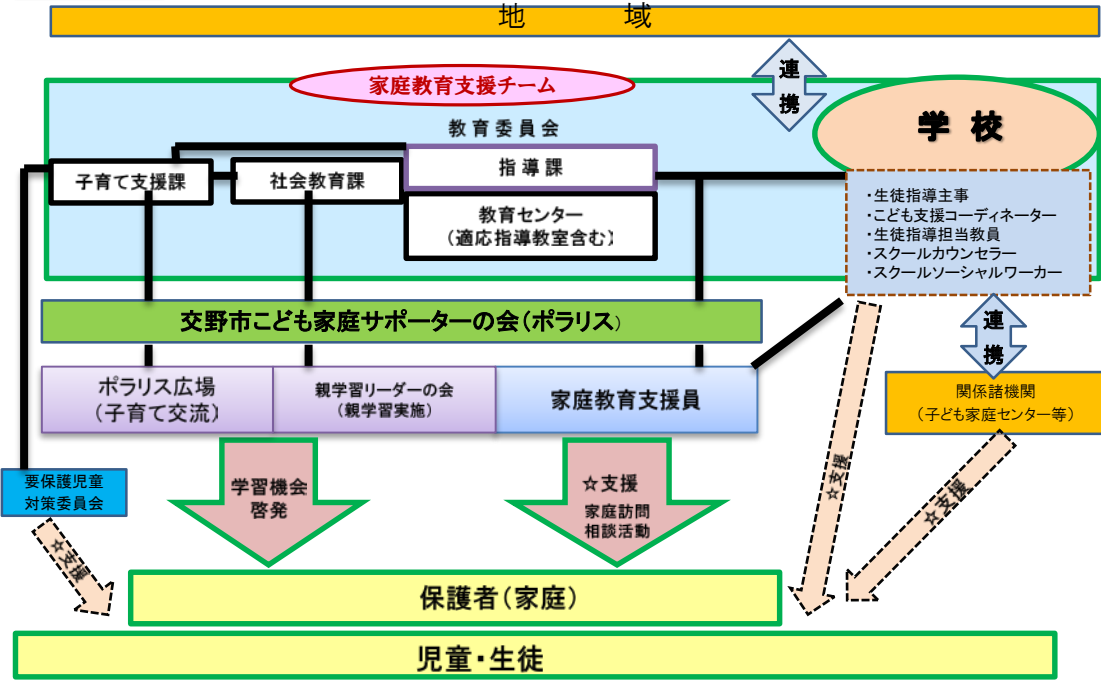 地　域
連
携
家庭教育支援チーム
学 校
教育委員会
指導課
子育て支援課
社会教育課
教育センター
（適応指導教室含む）
・生徒指導主事
・こども支援コーディネーター
・生徒指導担当教員
・スクールカウンセラー
・スクールソーシャルワーカー
交野市こども家庭サポーターの会（ポラリス）
連
携
ポラリス広場
（子育て交流）
親学習リーダーの会
（親学習実施）
家庭教育支援員
関係諸機関
（子ども家庭センター等）
要保護児童
対策委員会
学習機会
啓発
☆支援
家庭訪問
相談活動
☆支援
☆支援
☆支援
保護者（家庭）
児童・生徒